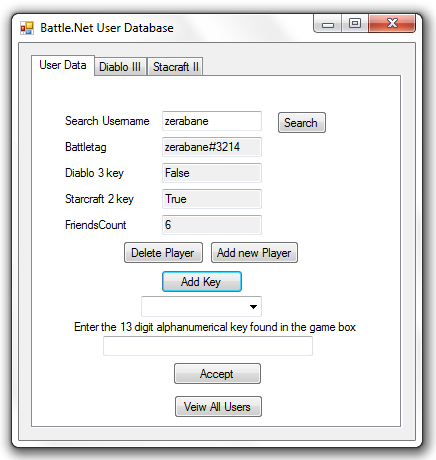 Battle.Net User Database
User Data Diablo III Stacraft II
Search Username zerabane Search
Battletag zerabane#3214
Diablo 3 key False
Starcraft 2 key True
FriendsCount 6
Delete Player Add new Player
Add Key
Enter the 13 digit alphanumerical key found in the game box
Accept
Veiw All Users